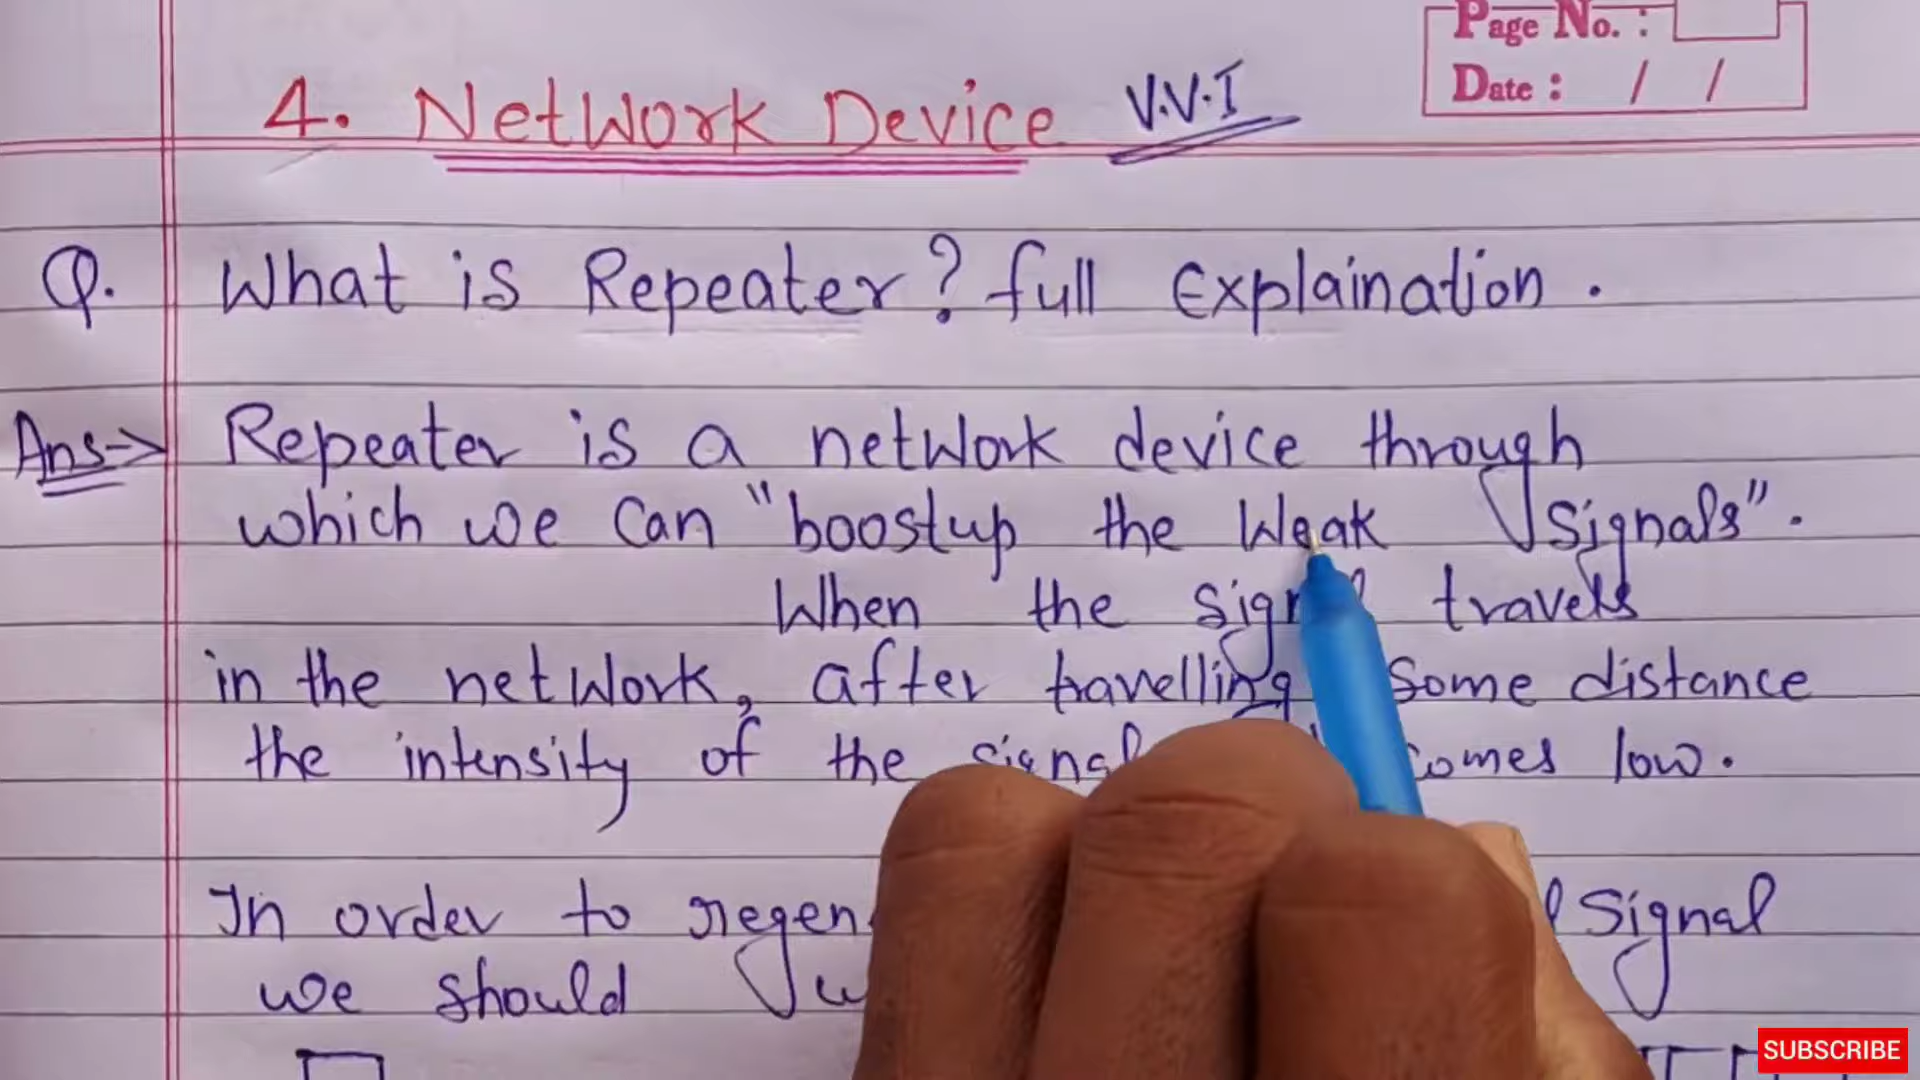 Page No. :
Date : / /
4. Network Device V.V.I
Q. What is Repeater? full Explaination .
Ans-> Repeater is a network device through
which we can "boostup the Weak Signals".
When the travels
in the network, after travelling some distance
the intensity of the low.
In order to Signal
we should
SUBSCRIBE